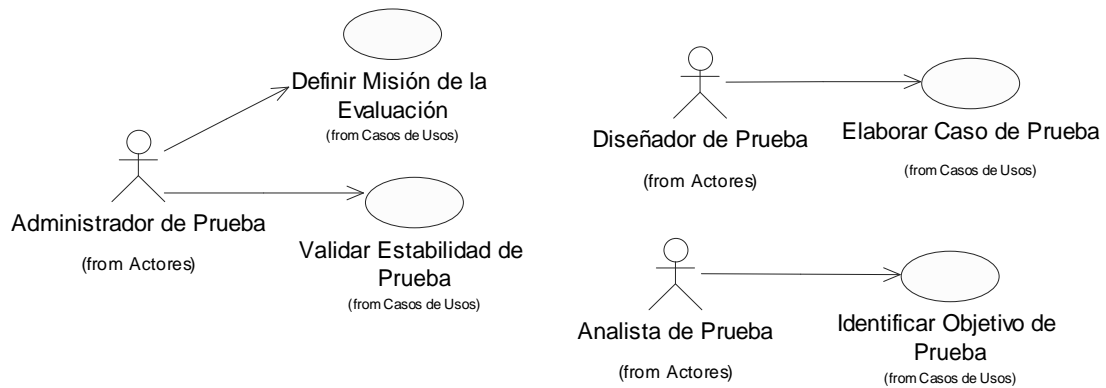 Definir Misión de la
Evaluación
(from Casos de Usos)
Administrador de Prueba
(from Actores)
Validar Estabilidad de
Prueba
(from Casos de Usos)
Diseñador de Prueba
(from Actores)
Elaborar Caso de Prueba
(from Casos de Usos)
Analista de Prueba
(from Actores)
Identificar Objetivo de
Prueba
(from Casos de Usos)